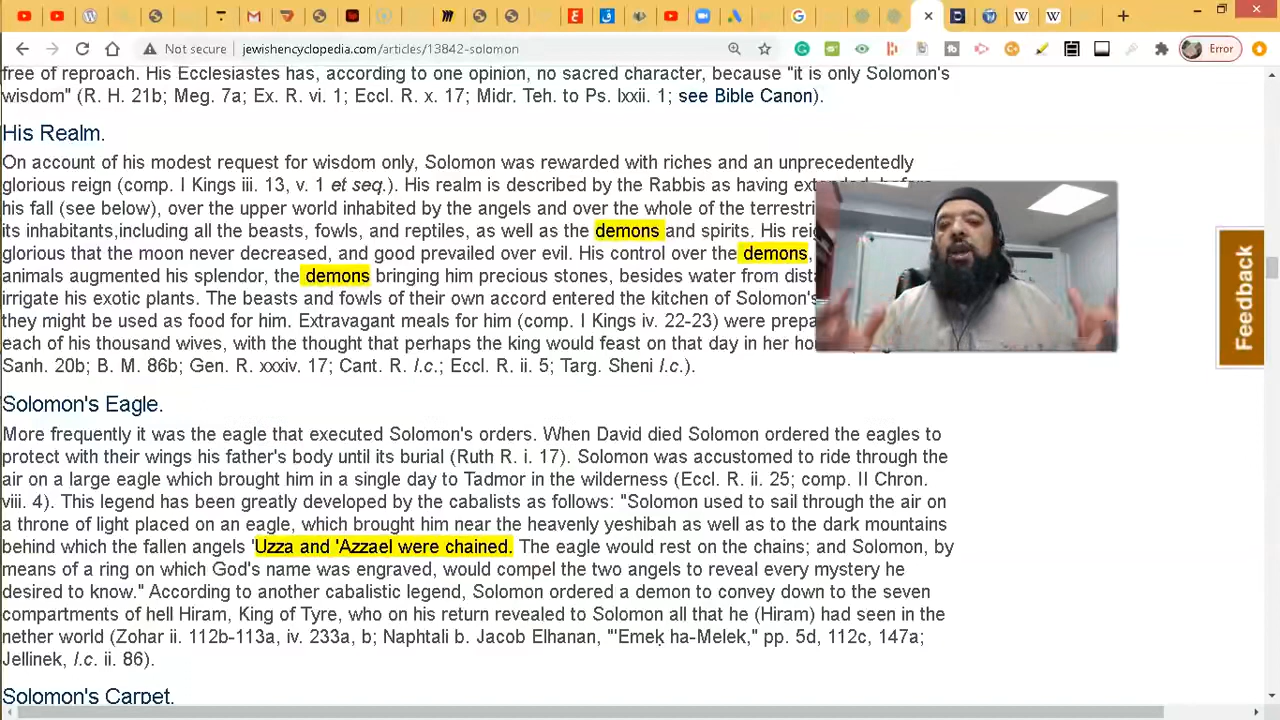 Not secure | jewishencyclopedia.com/articles/13842-solomon
Error
free of reproach. His Ecclesiastes has, according to one opinion, no sacred character, because "it is only Solomon's
wisdom" (R. H. 21b; Meg. 7a; Ex. R. vi. 1; Eccl. R. x. 17; Midr. Teh. to Ps. lxxii. 1; see Bible Canon).
His Realm.
On account of his modest request for wisdom only, Solomon was rewarded with riches and an unprecedentedly
glorious reign (comp. I Kings iii. 13, v. 1 et seq.). His realm is described by the Rabbis as having
his fall (see below), over the upper world inhabited by the angels and over the whole of the
its inhabitants,including all the beasts, fowls, and reptiles, as well as the demons and spirits. His
glorious that the moon never decreased, and good prevailed over evil. His control over the demons,
animals augmented his splendor, the demons bringing him precious stones, besides water from
irrigate his exotic plants. The beasts and fowls of their own accord entered the kitchen of Solomon's
they might be used as food for him. Extravagant meals for him (comp. I Kings iv. 22-23) were
each of his thousand wives, with the thought that perhaps the king would feast on that day in her
Sanh. 20b; B. M. 86b; Gen. R. xxxiv. 17; Cant. R. l.c.; Eccl. R. ii. 5; Targ. Sheni l.c.).
Solomon's Eagle.
More frequently it was the eagle that executed Solomon's orders. When David died Solomon ordered the eagles to
protect with their wings his father's body until its burial (Ruth R. i. 17). Solomon was accustomed to ride through the
air on a large eagle which brought him in a single day to Tadmor in the wilderness (Eccl. R. ii. 25; comp. II Chron.
viii. 4). This legend has been greatly developed by the cabalists as follows: "Solomon used to sail through the air on
a throne of light placed on an eagle, which brought him near the heavenly yeshibah as well as to the dark mountains
behind which the fallen angels 'Uzza and 'Azzael were chained. The eagle would rest on the chains; and Solomon, by
means of a ring on which God's name was engraved, would compel the two angels to reveal every mystery he
desired to know." According to another cabalistic legend, Solomon ordered a demon to convey down to the seven
compartments of hell Hiram, King of Tyre, who on his return revealed to Solomon all that he (Hiram) had seen in the
nether world (Zohar ii. 112b-113a, iv. 233a, b; Naphtali b. Jacob Elhanan, "'Emeḳ ha-Melek," pp. 5d, 112c, 147a;
Jellinek, l.c. ii. 86).
Solomon's Carpet.
Feedback